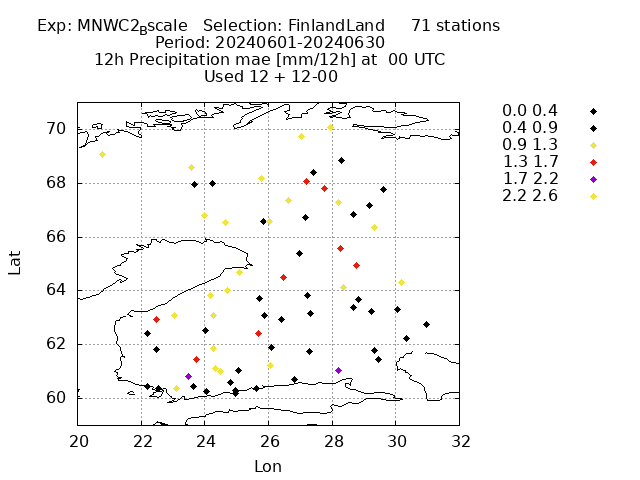 Exp: MNWC2Bscale Selection: FinlandLand 71 stations
Period: 20240601-20240630
12h Precipitation mae [mm/12h] at 00 UTC
Used 12 + 12-00
0.0 0.4
0.4 0.9
0.9 1.3
1.3 1.7
1.7 2.2
2.2 2.6
70
68
66
64
62
60
Lat
20 22 24 26 28 30 32
Lon